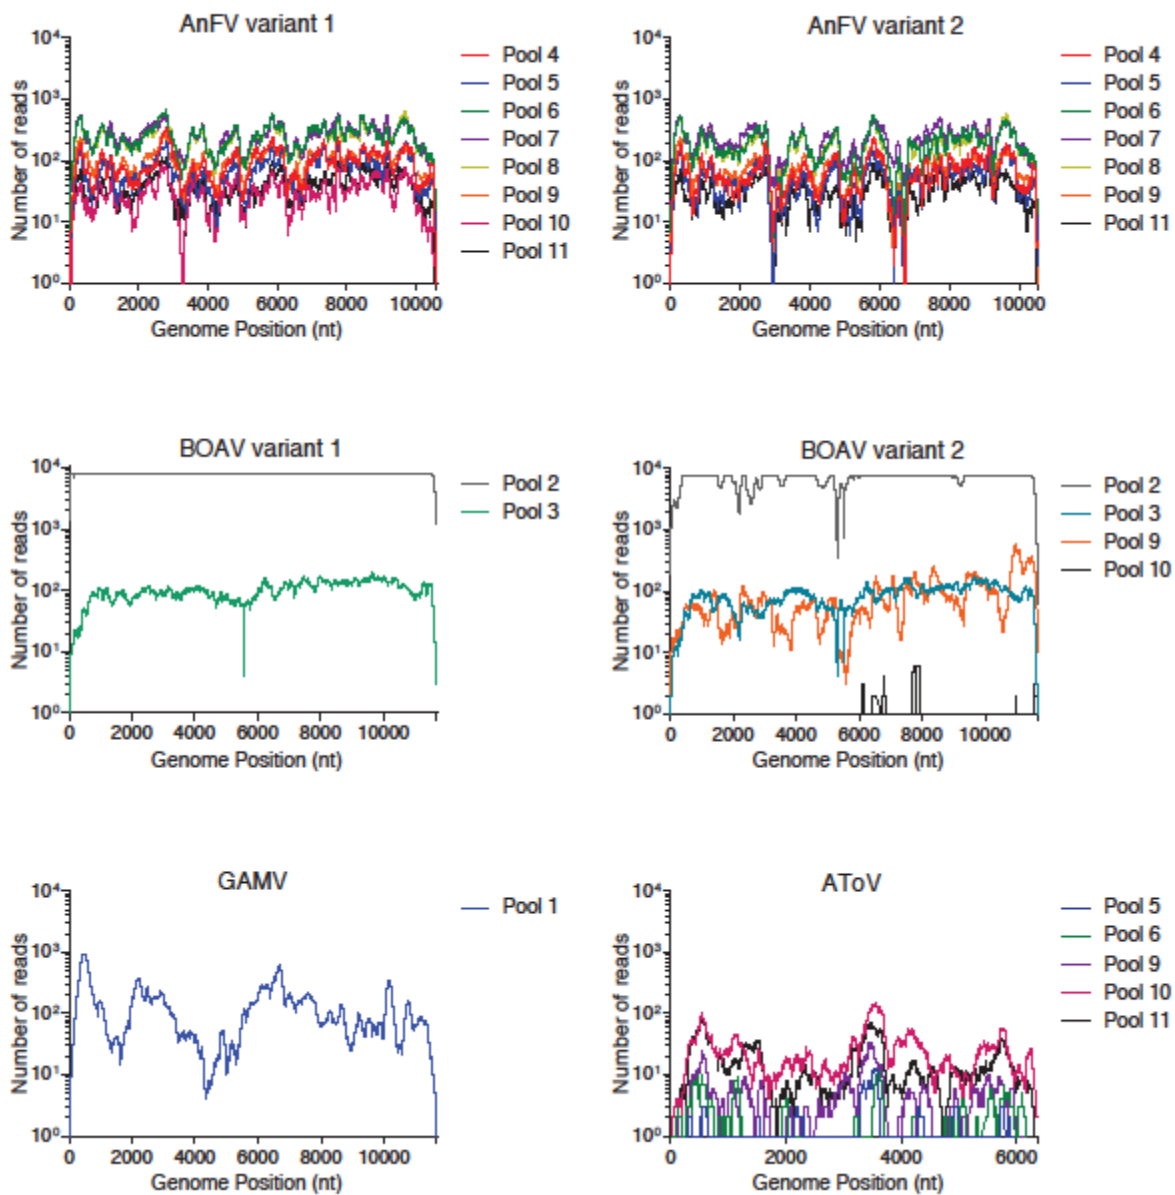 AnFV variant 1
Number of reads
10⁴
10³
10²
10¹
10⁰
0 2000 4000 6000 8000 10000
Genome Position (nt)
Pool 4
Pool 5
Pool 6
Pool 7
Pool 8
Pool 9
Pool 10
Pool 11
AnFV variant 2
Number of reads
10⁴
10³
10²
10¹
10⁰
0 2000 4000 6000 8000 10000
Genome Position (nt)
Pool 4
Pool 5
Pool 6
Pool 7
Pool 8
Pool 9
Pool 11
BOAV variant 1
Number of reads
10⁴
10³
10²
10¹
10⁰
0 2000 4000 6000 8000 10000
Genome Position (nt)
Pool 2
Pool 3
BOAV variant 2
Number of reads
10⁴
10³
10²
10¹
10⁰
0 2000 4000 6000 8000 10000
Genome Position (nt)
Pool 2
Pool 3
Pool 9
Pool 10
GAMV
Number of reads
10⁴
10³
10²
10¹
10⁰
0 2000 4000 6000 8000 10000
Genome Position (nt)
Pool 1
AToV
Number of reads
10⁴
10³
10²
10¹
10⁰
0 2000 4000 6000
Genome Position (nt)
Pool 5
Pool 6
Pool 9
Pool 10
Pool 11